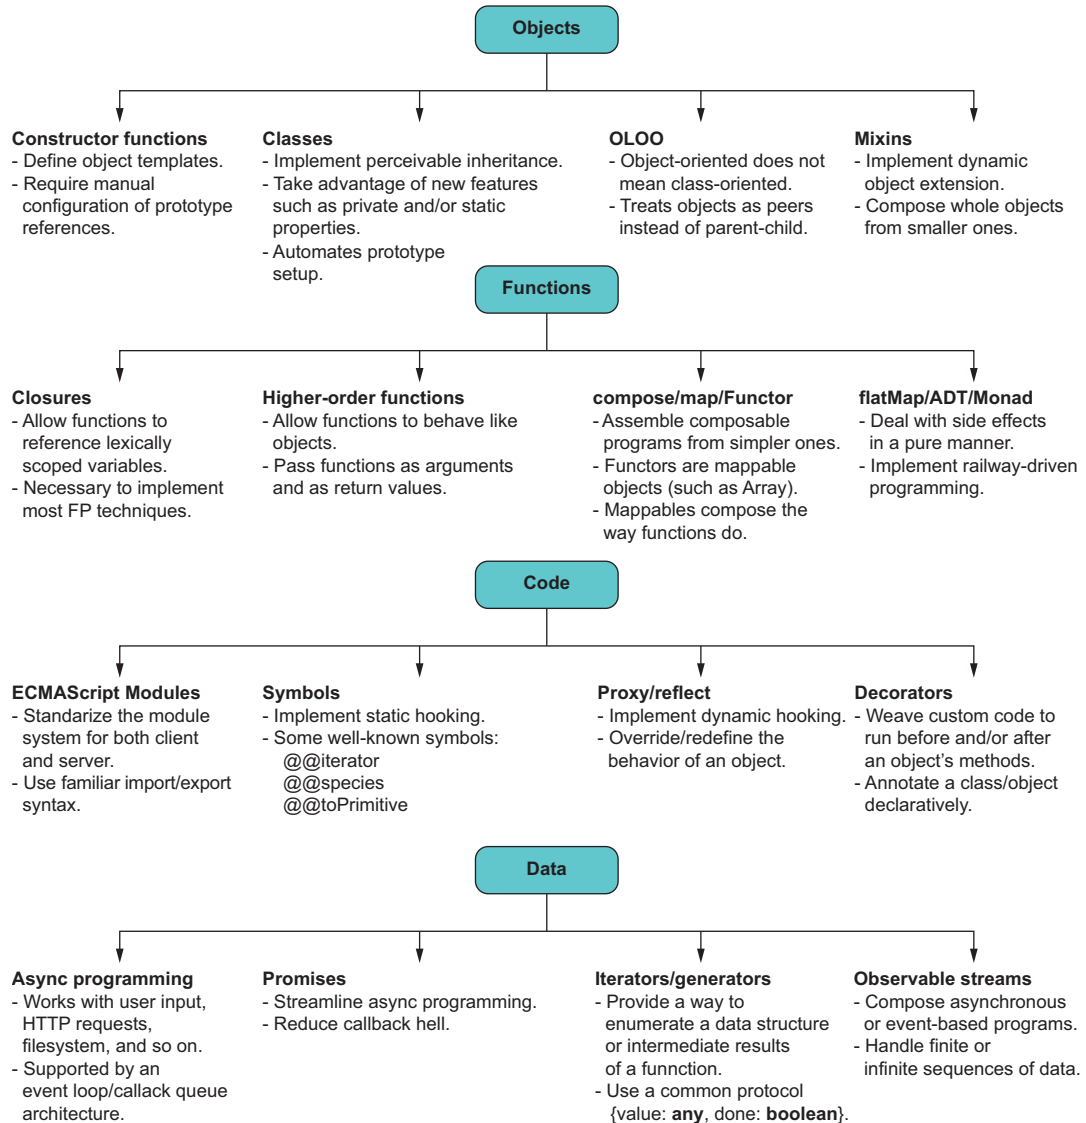 Objects
Constructor functions
- Define object templates.
- Require manual
configuration of prototype
references.
Classes
- Implement perceivable inheritance.
- Take advantage of new features
such as private and/or static
properties.
- Automates prototype
setup.
OLOO
- Object-oriented does not
mean class-oriented.
- Treats objects as peers
instead of parent-child.
Mixins
- Implement dynamic
object extension.
- Compose whole objects
from smaller ones.
Functions
Closures
- Allow functions to
reference lexically
scoped variables.
- Necessary to implement
most FP techniques.
Higher-order functions
- Allow functions to behave like
objects.
- Pass functions as arguments
and as return values.
compose/map/Functor
- Assemble composable
programs from simpler ones.
- Functors are mappable
objects (such as Array).
- Mappables compose the
way functions do.
flatMap/ADT/Monad
- Deal with side effects
in a pure manner.
- Implement railway-driven
programming.
Code
ECMAScript Modules
- Standarize the module
system for both client
and server.
- Use familiar import/export
syntax.
Symbols
- Implement static hooking.
- Some well-known symbols:
@@iterator
@@species
@@toPrimitive
Proxy/reflect
- Implement dynamic hooking.
- Override/redefine the
behavior of an object.
Decorators
- Weave custom code to
run before and/or after
an object's methods.
- Annotate a class/object
declaratively.
Data
Async programming
- Works with user input,
HTTP requests,
filesystem, and so on.
- Supported by an
event loop/callack queue
architecture.
Promises
- Streamline async programming.
- Reduce callback hell.
Iterators/generators
- Provide a way to
enumerate a data structure
or intermediate results
of a funnction.
- Use a common protocol
{value: any, done: boolean}.
Observable streams
- Compose asynchronous
or event-based programs.
- Handle finite or
infinite sequences of data.